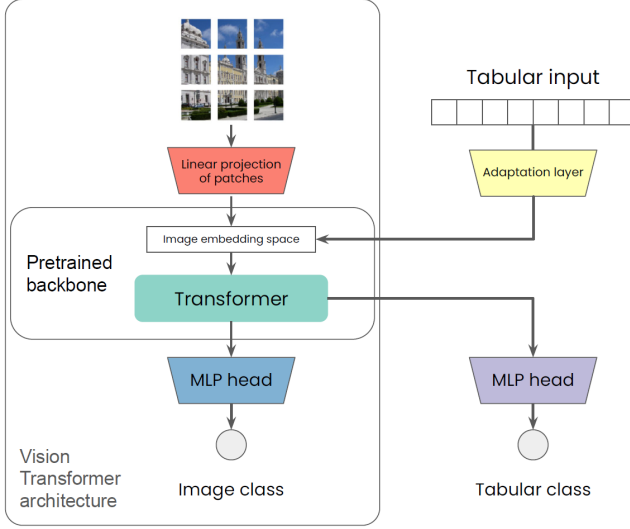 Tabular input
Linear projection
of patches
Adaptation layer
Image embedding space
Pretrained
backbone
Transformer
MLP head
MLP head
Vision
Transformer
architecture
Image class
Tabular class